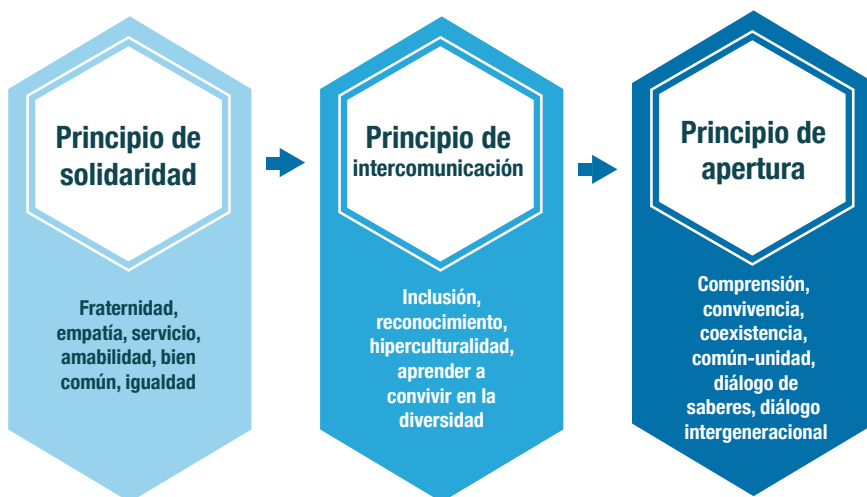 Principio de
solidaridad
Fraternidad,
empatía, servicio,
amabilidad, bien
común, igualdad
Principio de
intercomunicación
Inclusión,
reconocimiento,
hiperculturalidad,
aprender a
convivir en la
diversidad
Principio de
apertura
Comprensión,
convivencia,
coexistencia,
común-unidad,
diálogo de
saberes, diálogo
intergeneracional